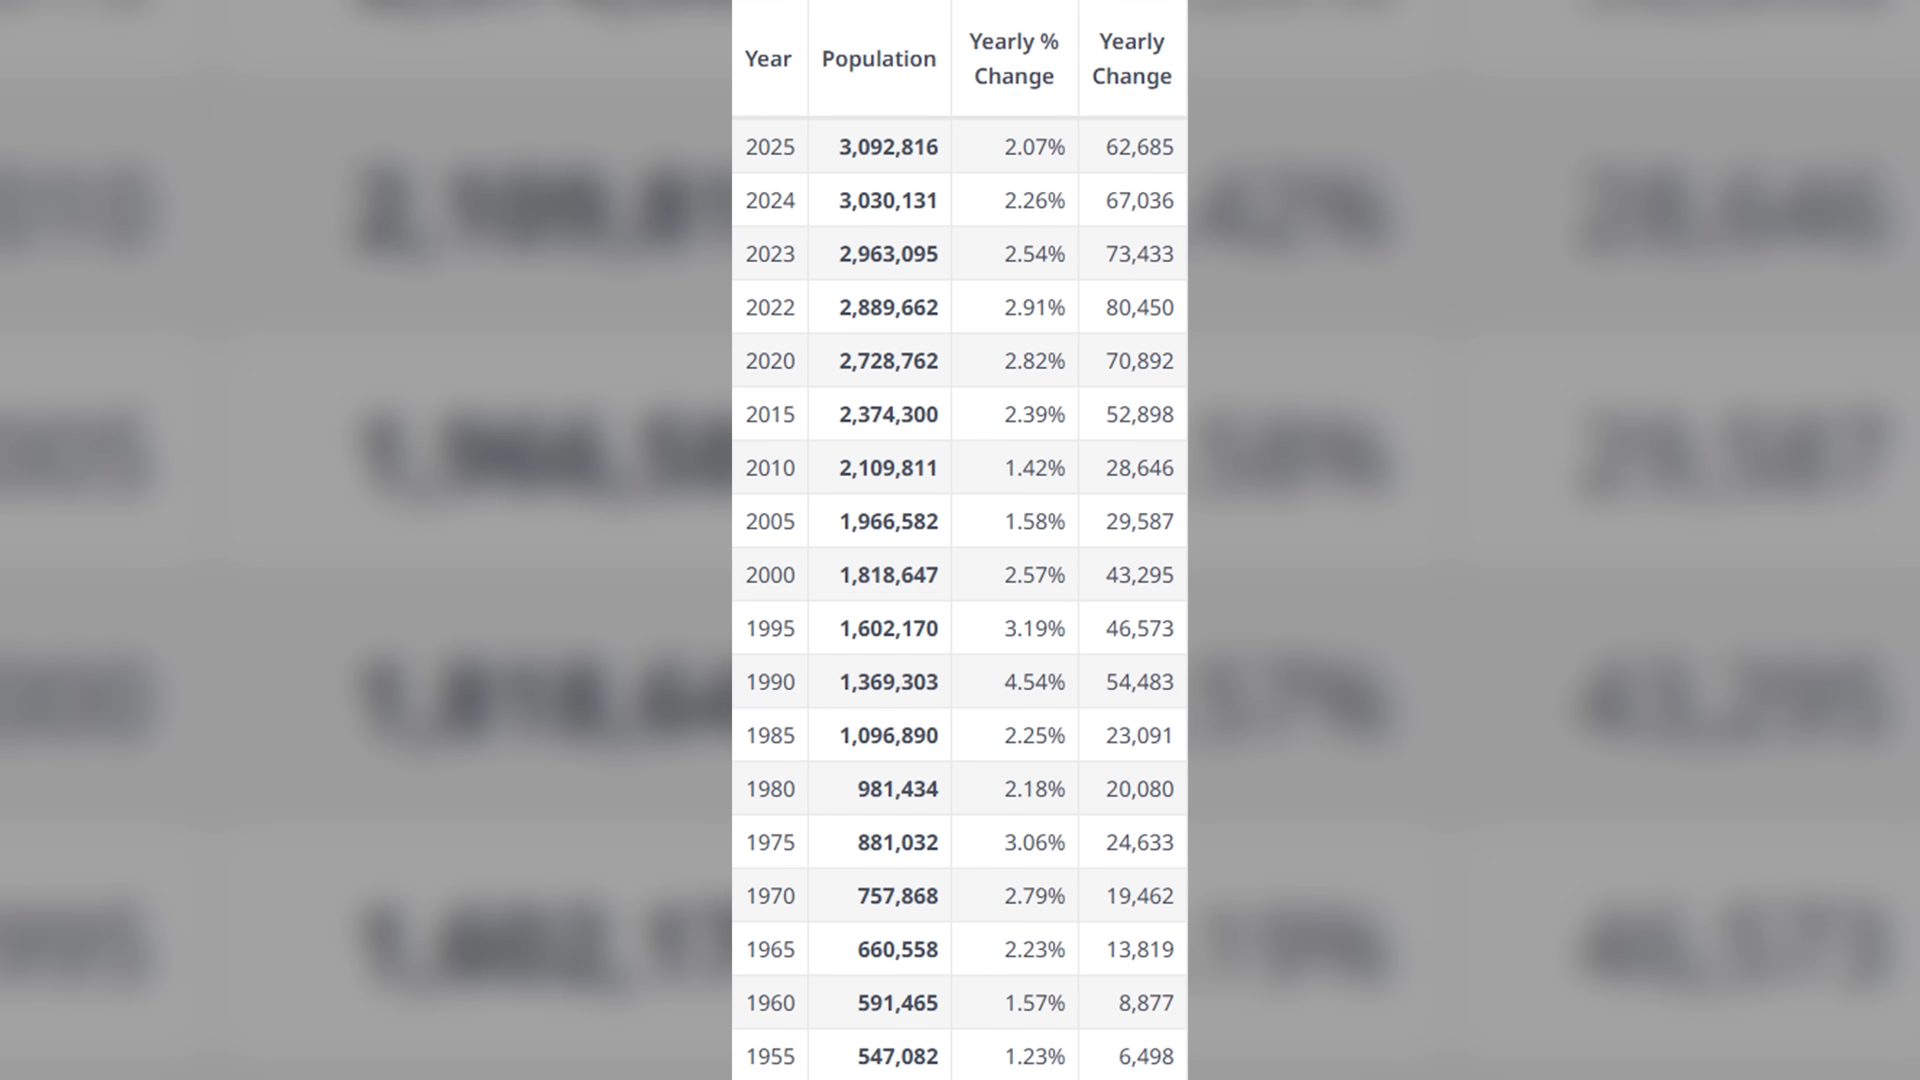 Year Population Yearly % Change Yearly Change
2025 3,092,816 2.07% 62,685
2024 3,030,131 2.26% 67,036
2023 2,963,095 2.54% 73,433
2022 2,889,662 2.91% 80,450
2020 2,728,762 2.82% 70,892
2015 2,374,300 2.39% 52,898
2010 2,109,811 1.42% 28,646
2005 1,966,582 1.58% 29,587
2000 1,818,647 2.57% 43,295
1995 1,602,170 3.19% 46,573
1990 1,369,303 4.54% 54,483
1985 1,096,890 2.25% 23,091
1980 981,434 2.18% 20,080
1975 881,032 3.06% 24,633
1970 757,868 2.79% 19,462
1965 660,558 2.23% 13,819
1960 591,465 1.57% 8,877
1955 547,082 1.23% 6,498